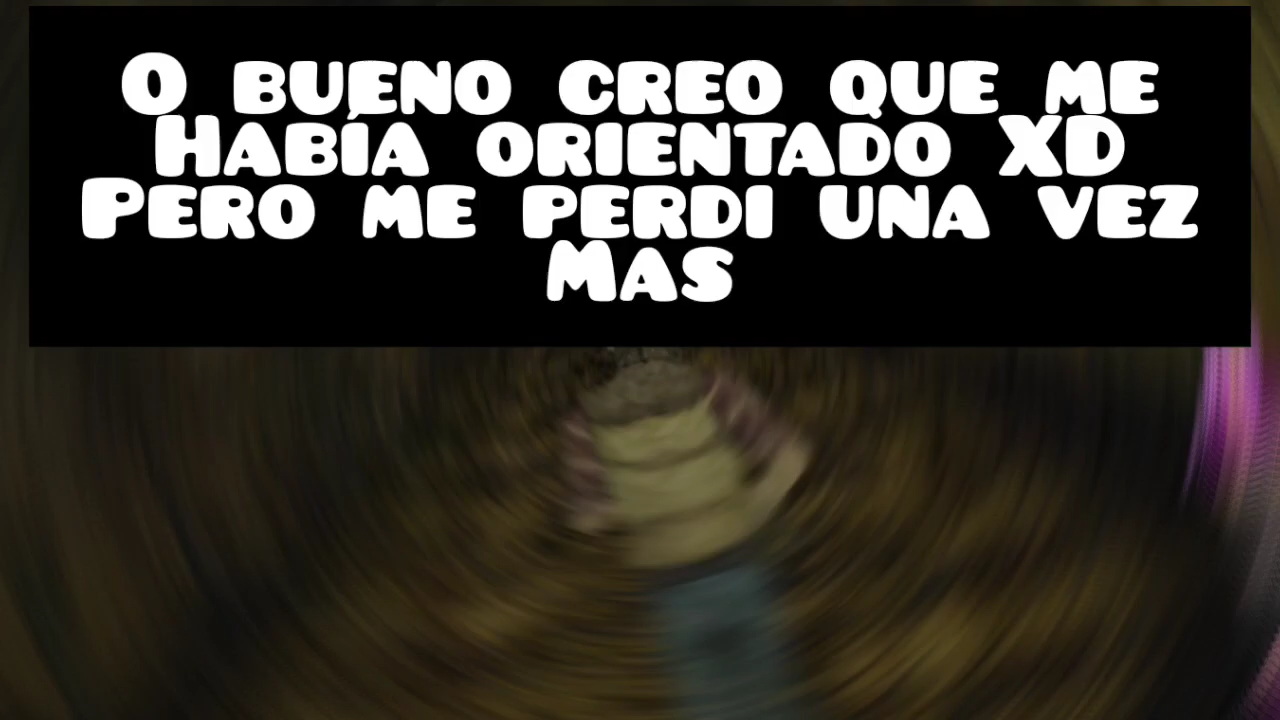 O bueno creo que me
Había orientado XD
Pero me perdi una vez
Mas